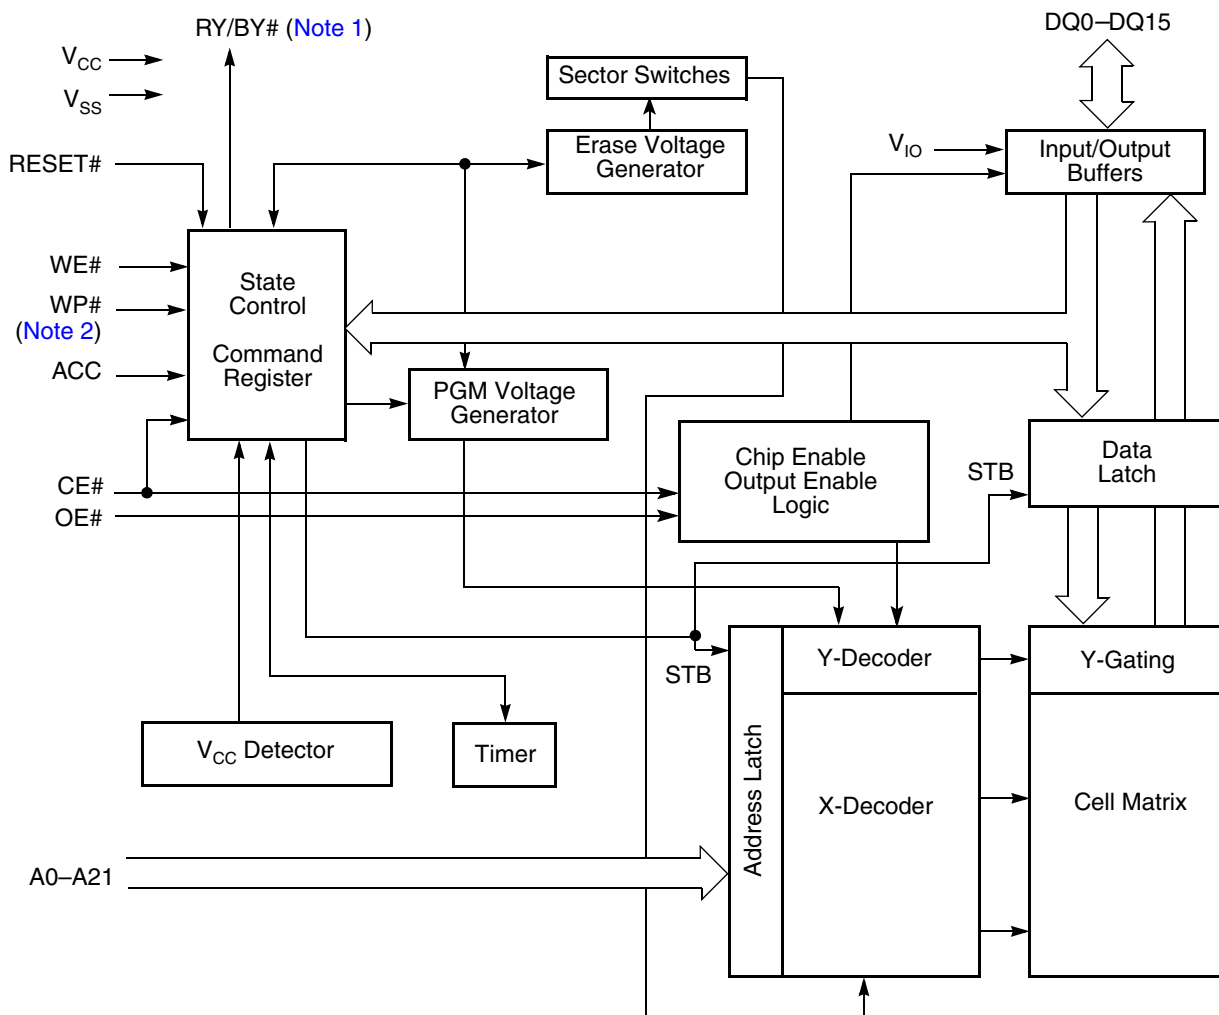 RY/BY# (Note 1)
DQ0–DQ15
VCC
VSS
Sector Switches
RESET#
Erase Voltage
Generator
VIO
Input/Output
Buffers
WE#
WP#
(Note 2)
ACC
State
Control
Command
Register
PGM Voltage
Generator
CE#
OE#
Chip Enable
Output Enable
Logic
STB
Data
Latch
STB
Y-Decoder
Y-Gating
VCC Detector
Timer
Address Latch
X-Decoder
Cell Matrix
A0–A21